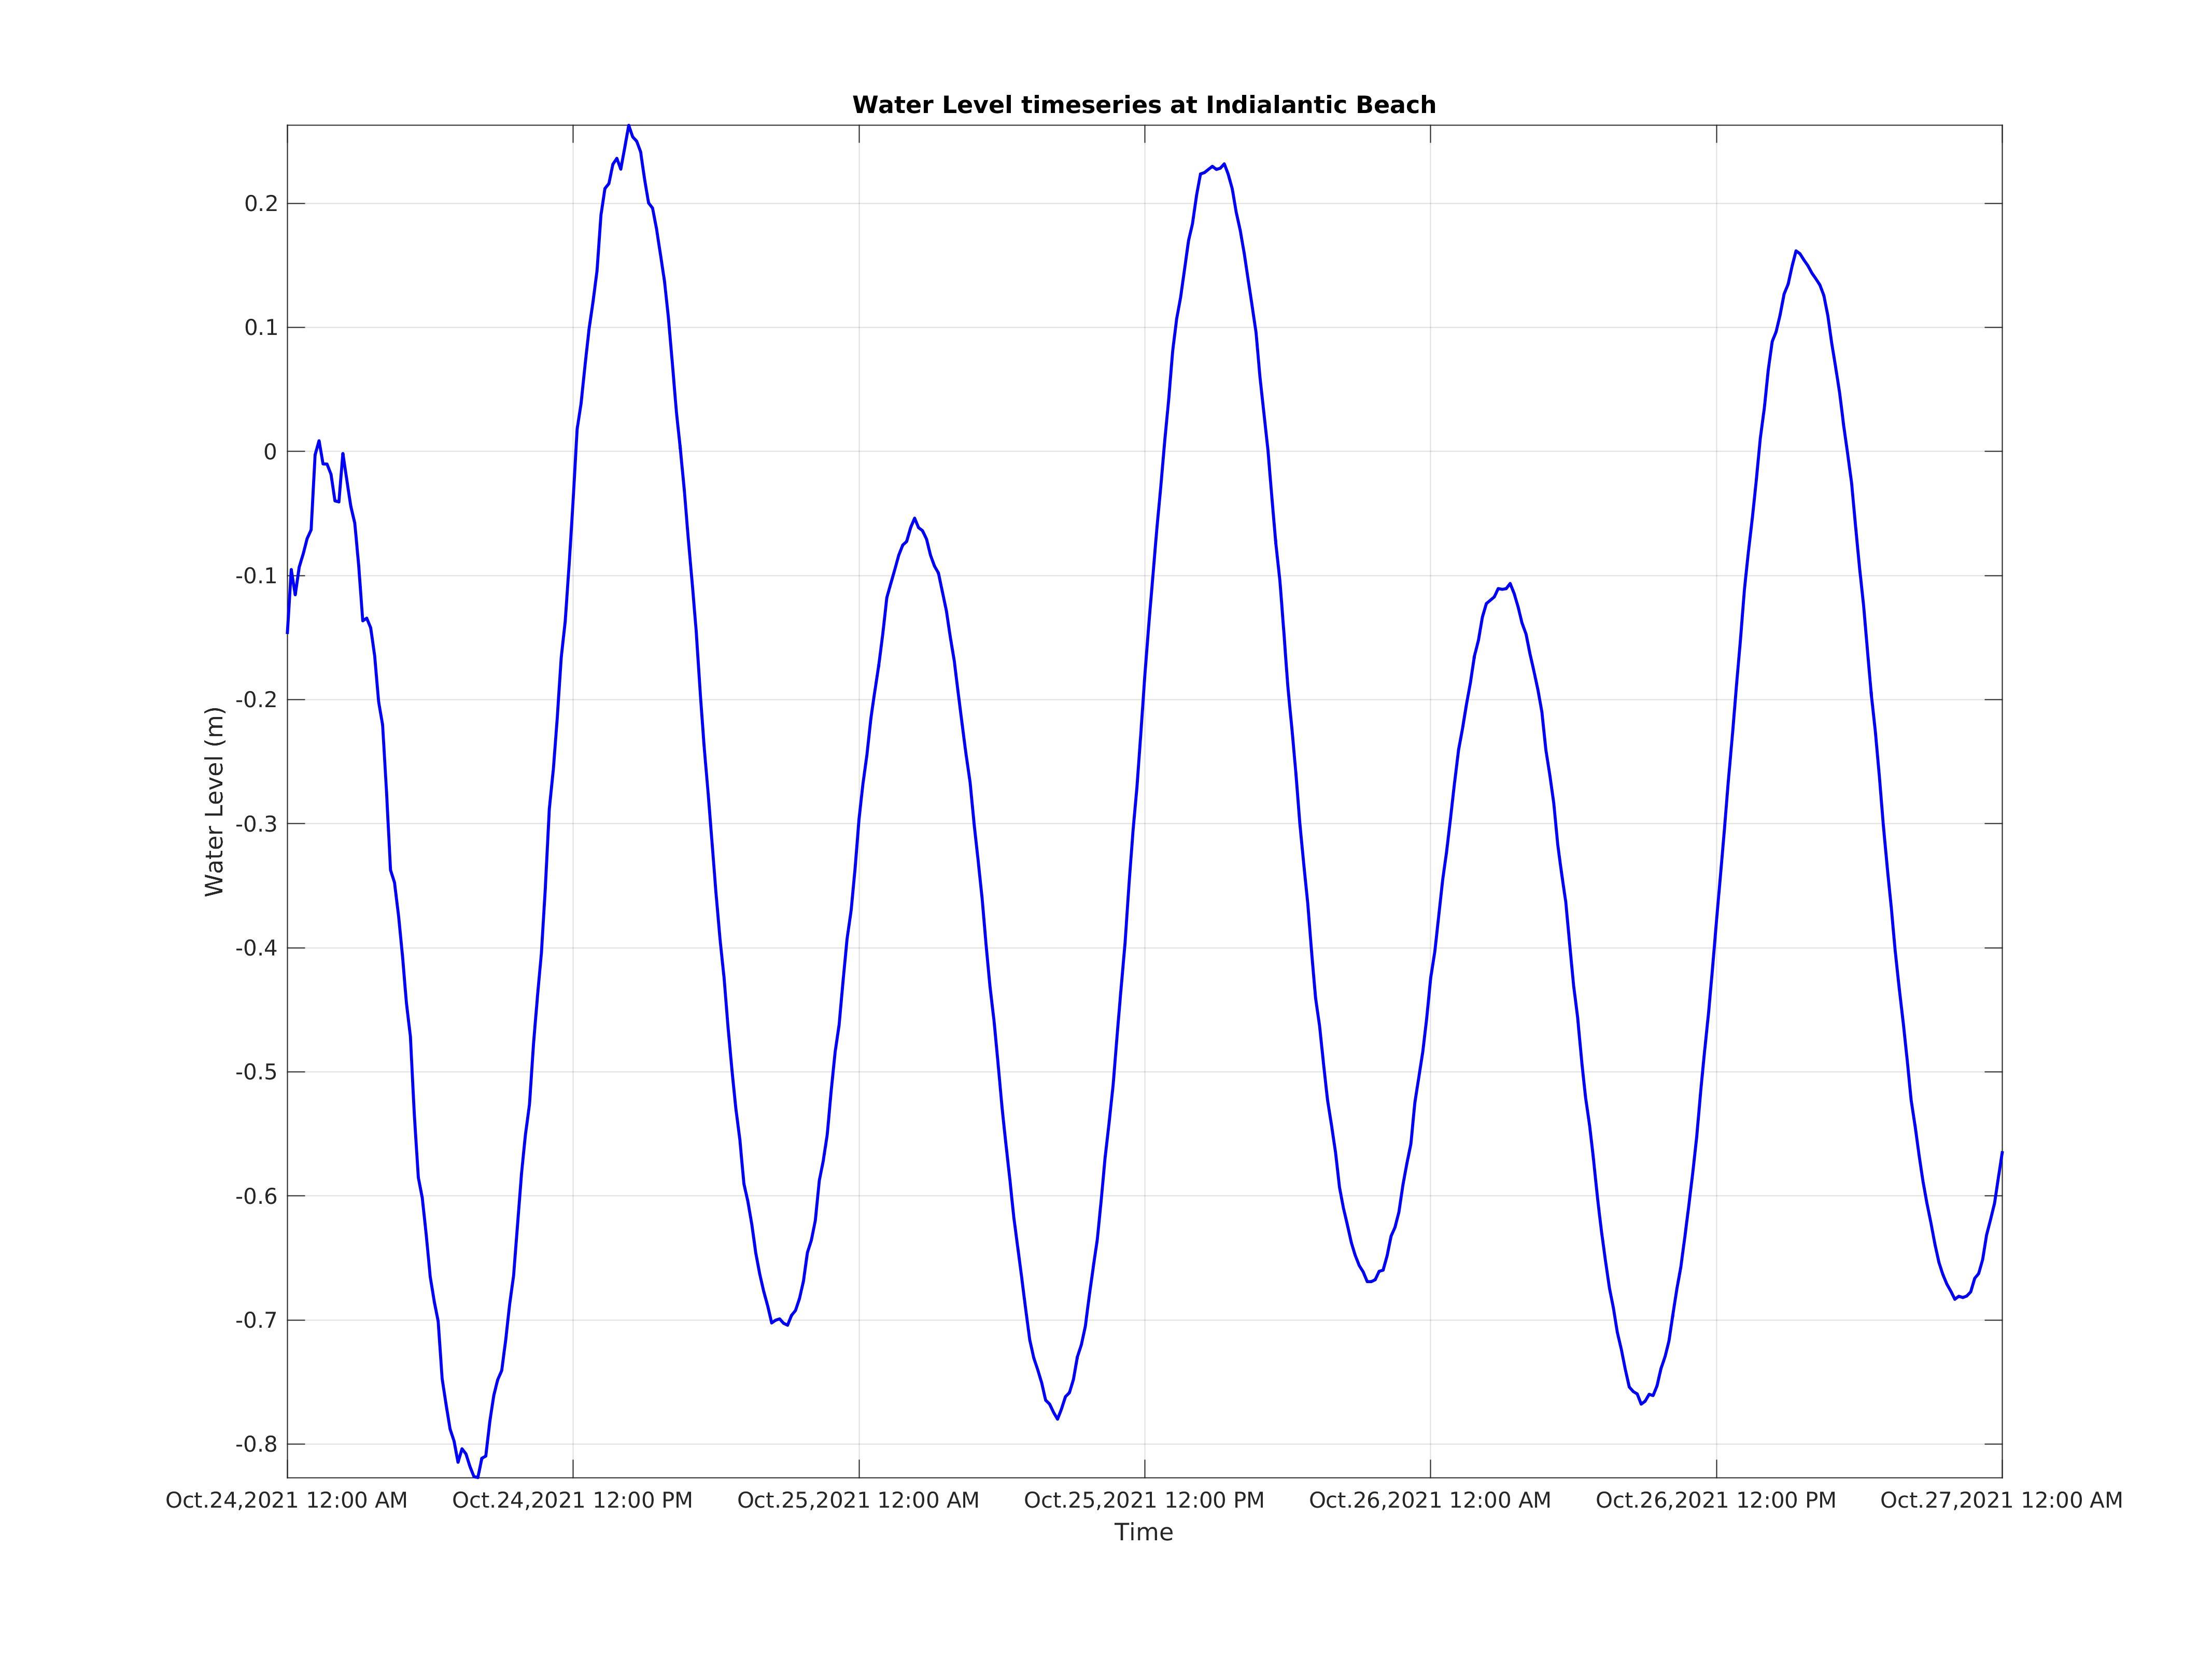 Water Level timeseries at Indialantic Beach
Water Level (m)
0.2
0.1
0
-0.1
-0.2
-0.3
-0.4
-0.5
-0.6
-0.7
-0.8
Oct.24,2021 12:00 AM Oct.24,2021 12:00 PM Oct.25,2021 12:00 AM Oct.25,2021 12:00 PM Oct.26,2021 12:00 AM Oct.26,2021 12:00 PM Oct.27,2021 12:00 AM
Time